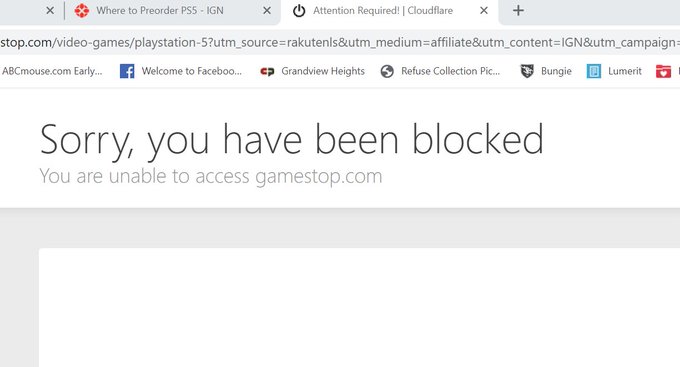 Where to Preorder PS5 - IGN
Attention Required! | Cloudflare
stop.com/video-games/playstation-5?utm_source=rakutenls&utm_medium=affiliate&utm_content=IGN&utm_campaign=
ABCmouse.com Early...
Welcome to Faceboo...
Grandview Heights
Refuse Collection Pic...
Bungie
Lumerit
Sorry, you have been blocked
You are unable to access gamestop.com